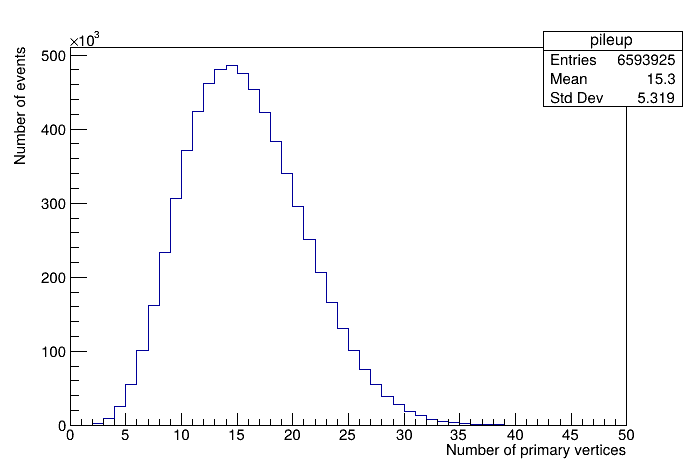 ×10³
pileup
Entries 6593925
Mean 15.3
Std Dev 5.319
Number of events
500
400
300
200
100
0
0 5 10 15 20 25 30 35 40 45 50
Number of primary vertices